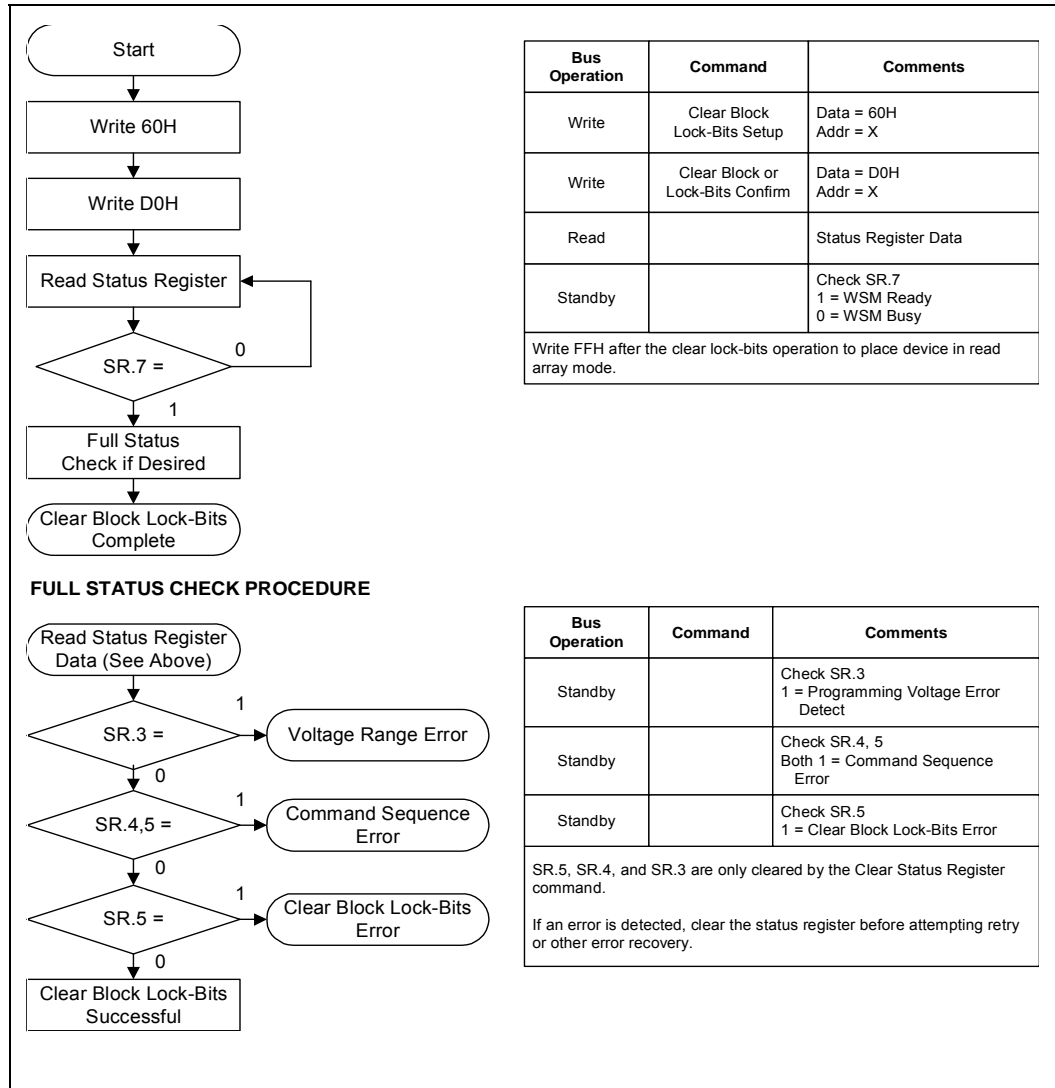 Start
Write 60H
Write D0H
Read Status Register
SR.7 =
0
1
Full Status
Check if Desired
Clear Block Lock-Bits
Complete
Bus
Operation
Command
Comments
Write
Clear Block
Lock-Bits Setup
Data = 60H
Addr = X
Write
Clear Block or
Lock-Bits Confirm
Data = D0H
Addr = X
Read
Status Register Data
Standby
Check SR.7
1 = WSM Ready
0 = WSM Busy
Write FFH after the clear lock-bits operation to place device in read
array mode.
FULL STATUS CHECK PROCEDURE
Read Status Register
Data (See Above)
SR.3 =
1
Voltage Range Error
0
SR.4,5 =
1
Command Sequence
Error
0
SR.5 =
1
Clear Block Lock-Bits
Error
0
Clear Block Lock-Bits
Successful
Bus
Operation
Command
Comments
Standby
Check SR.3
1 = Programming Voltage Error
Detect
Standby
Check SR.4, 5
Both 1 = Command Sequence
Error
Standby
Check SR.5
1 = Clear Block Lock-Bits Error
SR.5, SR.4, and SR.3 are only cleared by the Clear Status Register
command.
If an error is detected, clear the status register before attempting retry
or other error recovery.